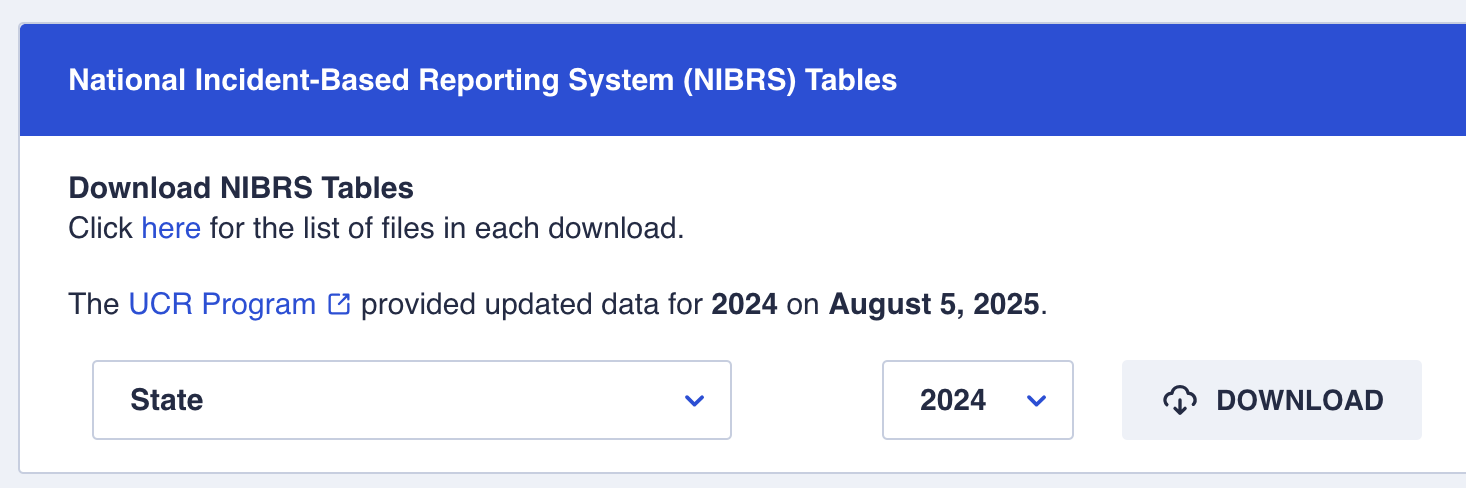 National Incident-Based Reporting System (NIBRS) Tables
Download NIBRS Tables
Click here for the list of files in each download.
The UCR Program provided updated data for 2024 on August 5, 2025.
State 2024 DOWNLOAD